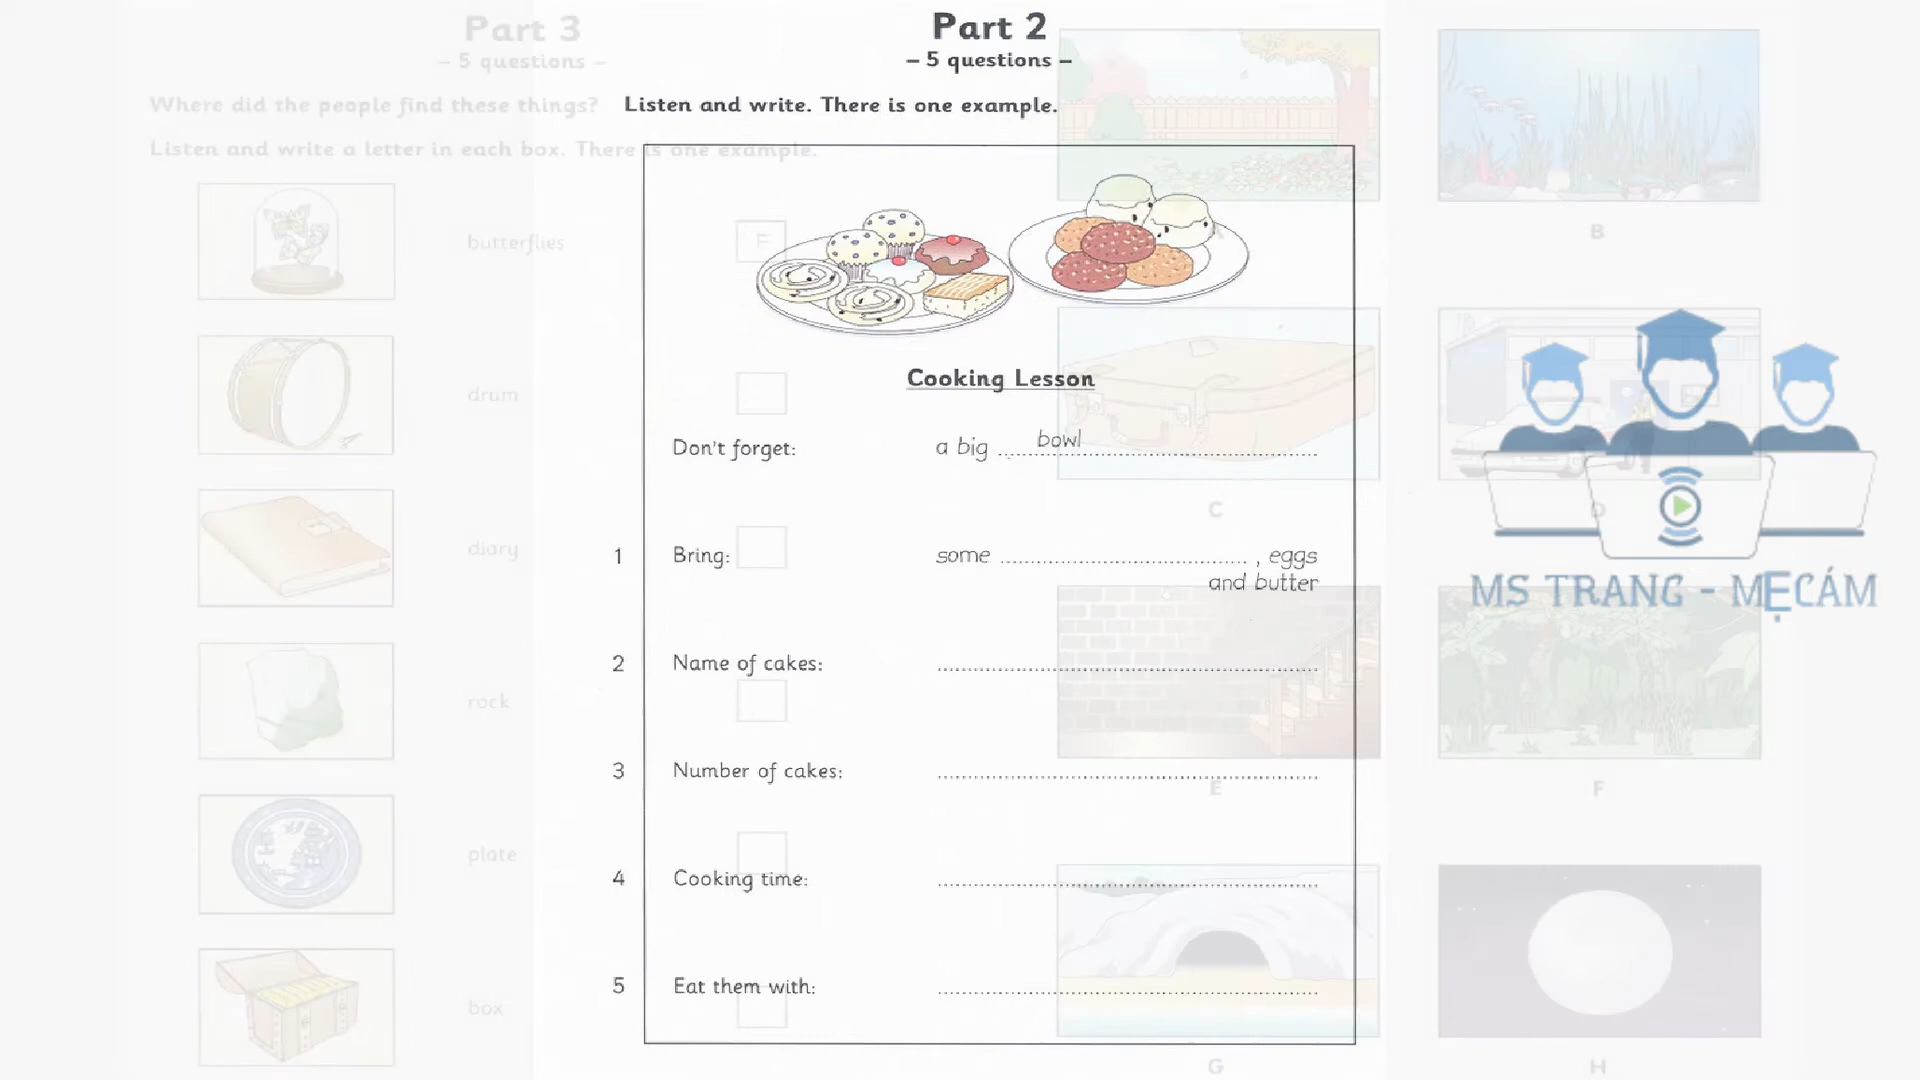 Part 3
– 5 questions –
Where did the people find these things?
Listen and write a letter in each box. There is one example.
butterflies
F
drum
diary
rock
plate
box
Part 2
– 5 questions –
Listen and write. There is one example.
Cooking Lesson
Don't forget: a big bowl
1 Bring: some , eggs
and butter
2 Name of cakes:
3 Number of cakes:
4 Cooking time:
5 Eat them with:
A
B
C
D
E
F
G
H
MS TRANG - MẸCÁM